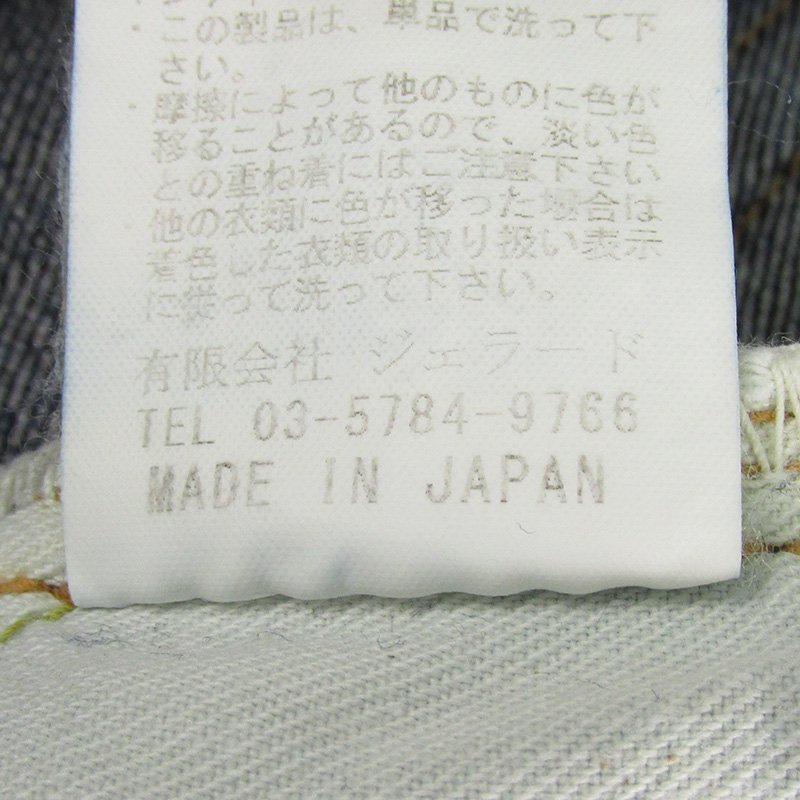 ・この製品は、単品で洗って下
さい。
・摩擦によって他のものに色が
移ることがあるので、淡い色
との重ね着にはご注意下さい
他の衣類に色が移った場合は
着色した衣類の取り扱い表示
に従って洗って下さい。
有限会社 ジェラード
TEL 03-5784-9766
MADE IN JAPAN